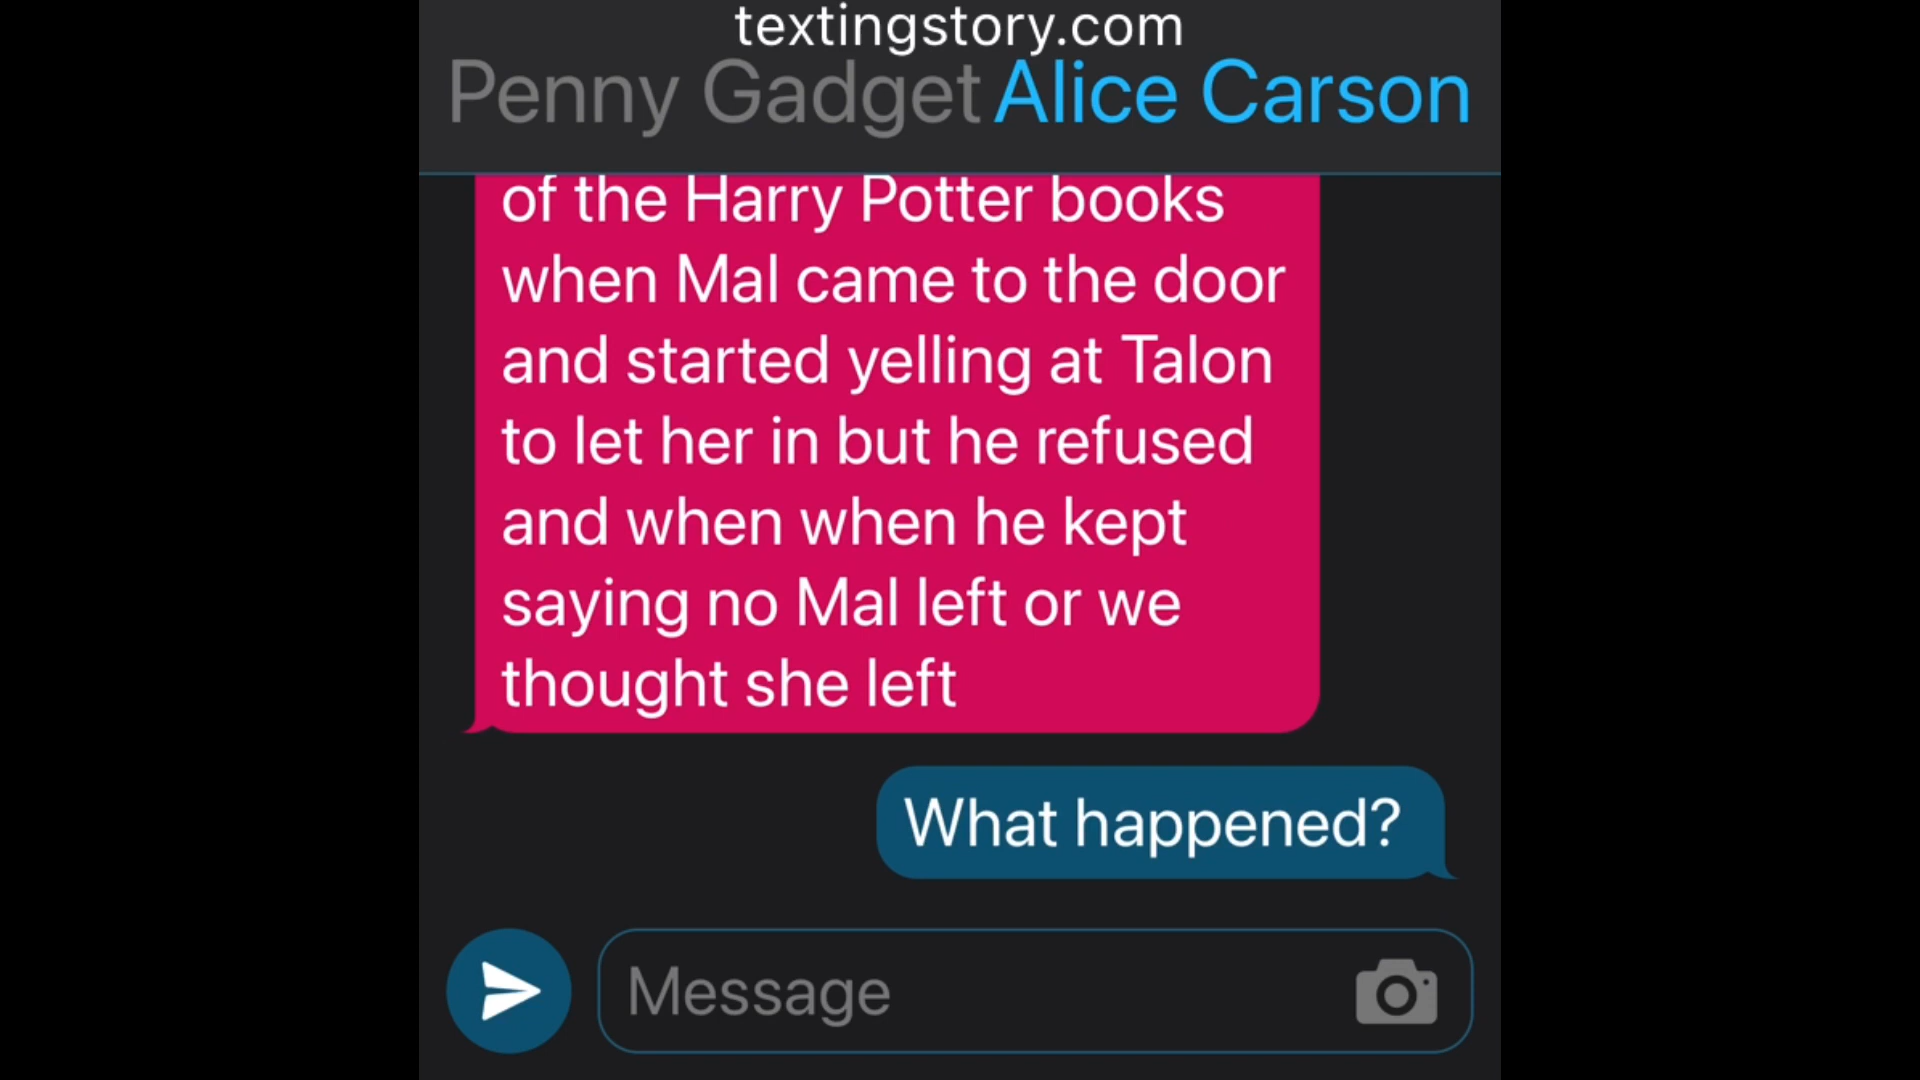 textingstory.com
Penny Gadget Alice Carson
of the Harry Potter books
when Mal came to the door
and started yelling at Talon
to let her in but he refused
and when when he kept
saying no Mal left or we
thought she left
What happened?
Message